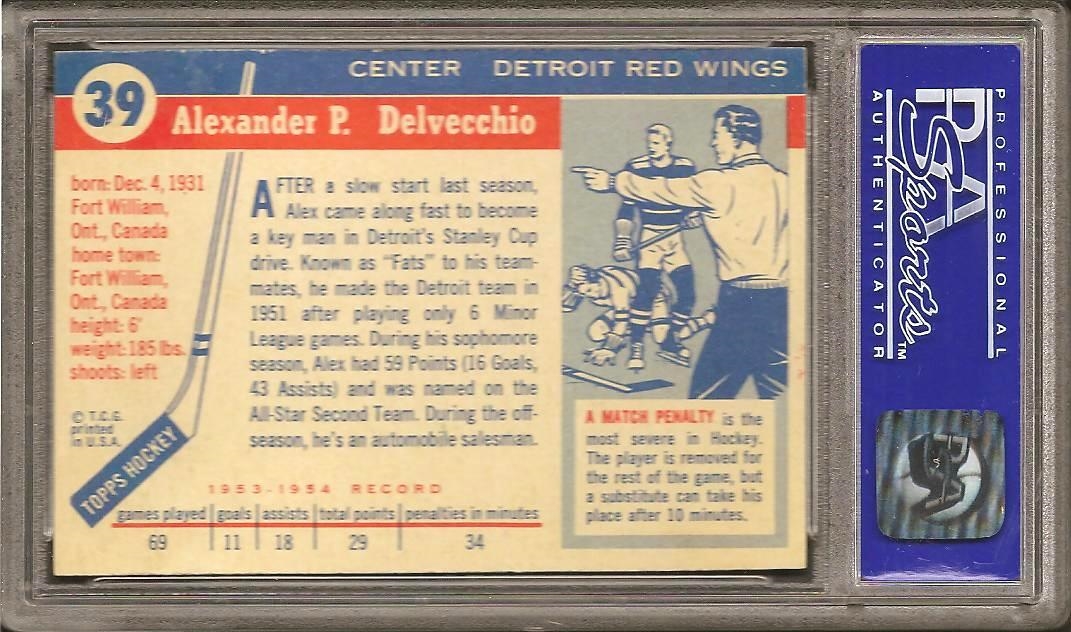 39
CENTER DETROIT RED WINGS
Alexander P. Delvecchio
born: Dec. 4, 1931
Fort William,
Ont., Canada
home town:
Fort William,
Ont., Canada
height: 6'
weight: 185 lbs.
shoots: left
© T.C.G.
printed
in U.S.A.
TOPPS HOCKEY
AFTER a slow start last season,
Alex came along fast to become
a key man in Detroit's Stanley Cup
drive. Known as "Fats" to his team-
mates, he made the Detroit team in
1951 after playing only 6 Minor
League games. During his sophomore
season, Alex had 59 Points (16 Goals,
43 Assists) and was named on the
All-Star Second Team. During the off-
season, he's an automobile salesman.
A MATCH PENALTY is the
most severe in Hockey.
The player is removed for
the rest of the game, but
a substitute can take his
place after 10 minutes.
1953-1954 RECORD
games played goals assists total points penalties in minutes
69 11 18 29 34
PROFESSIONAL
PSA
Sports™
AUTHENTICATOR
PSA